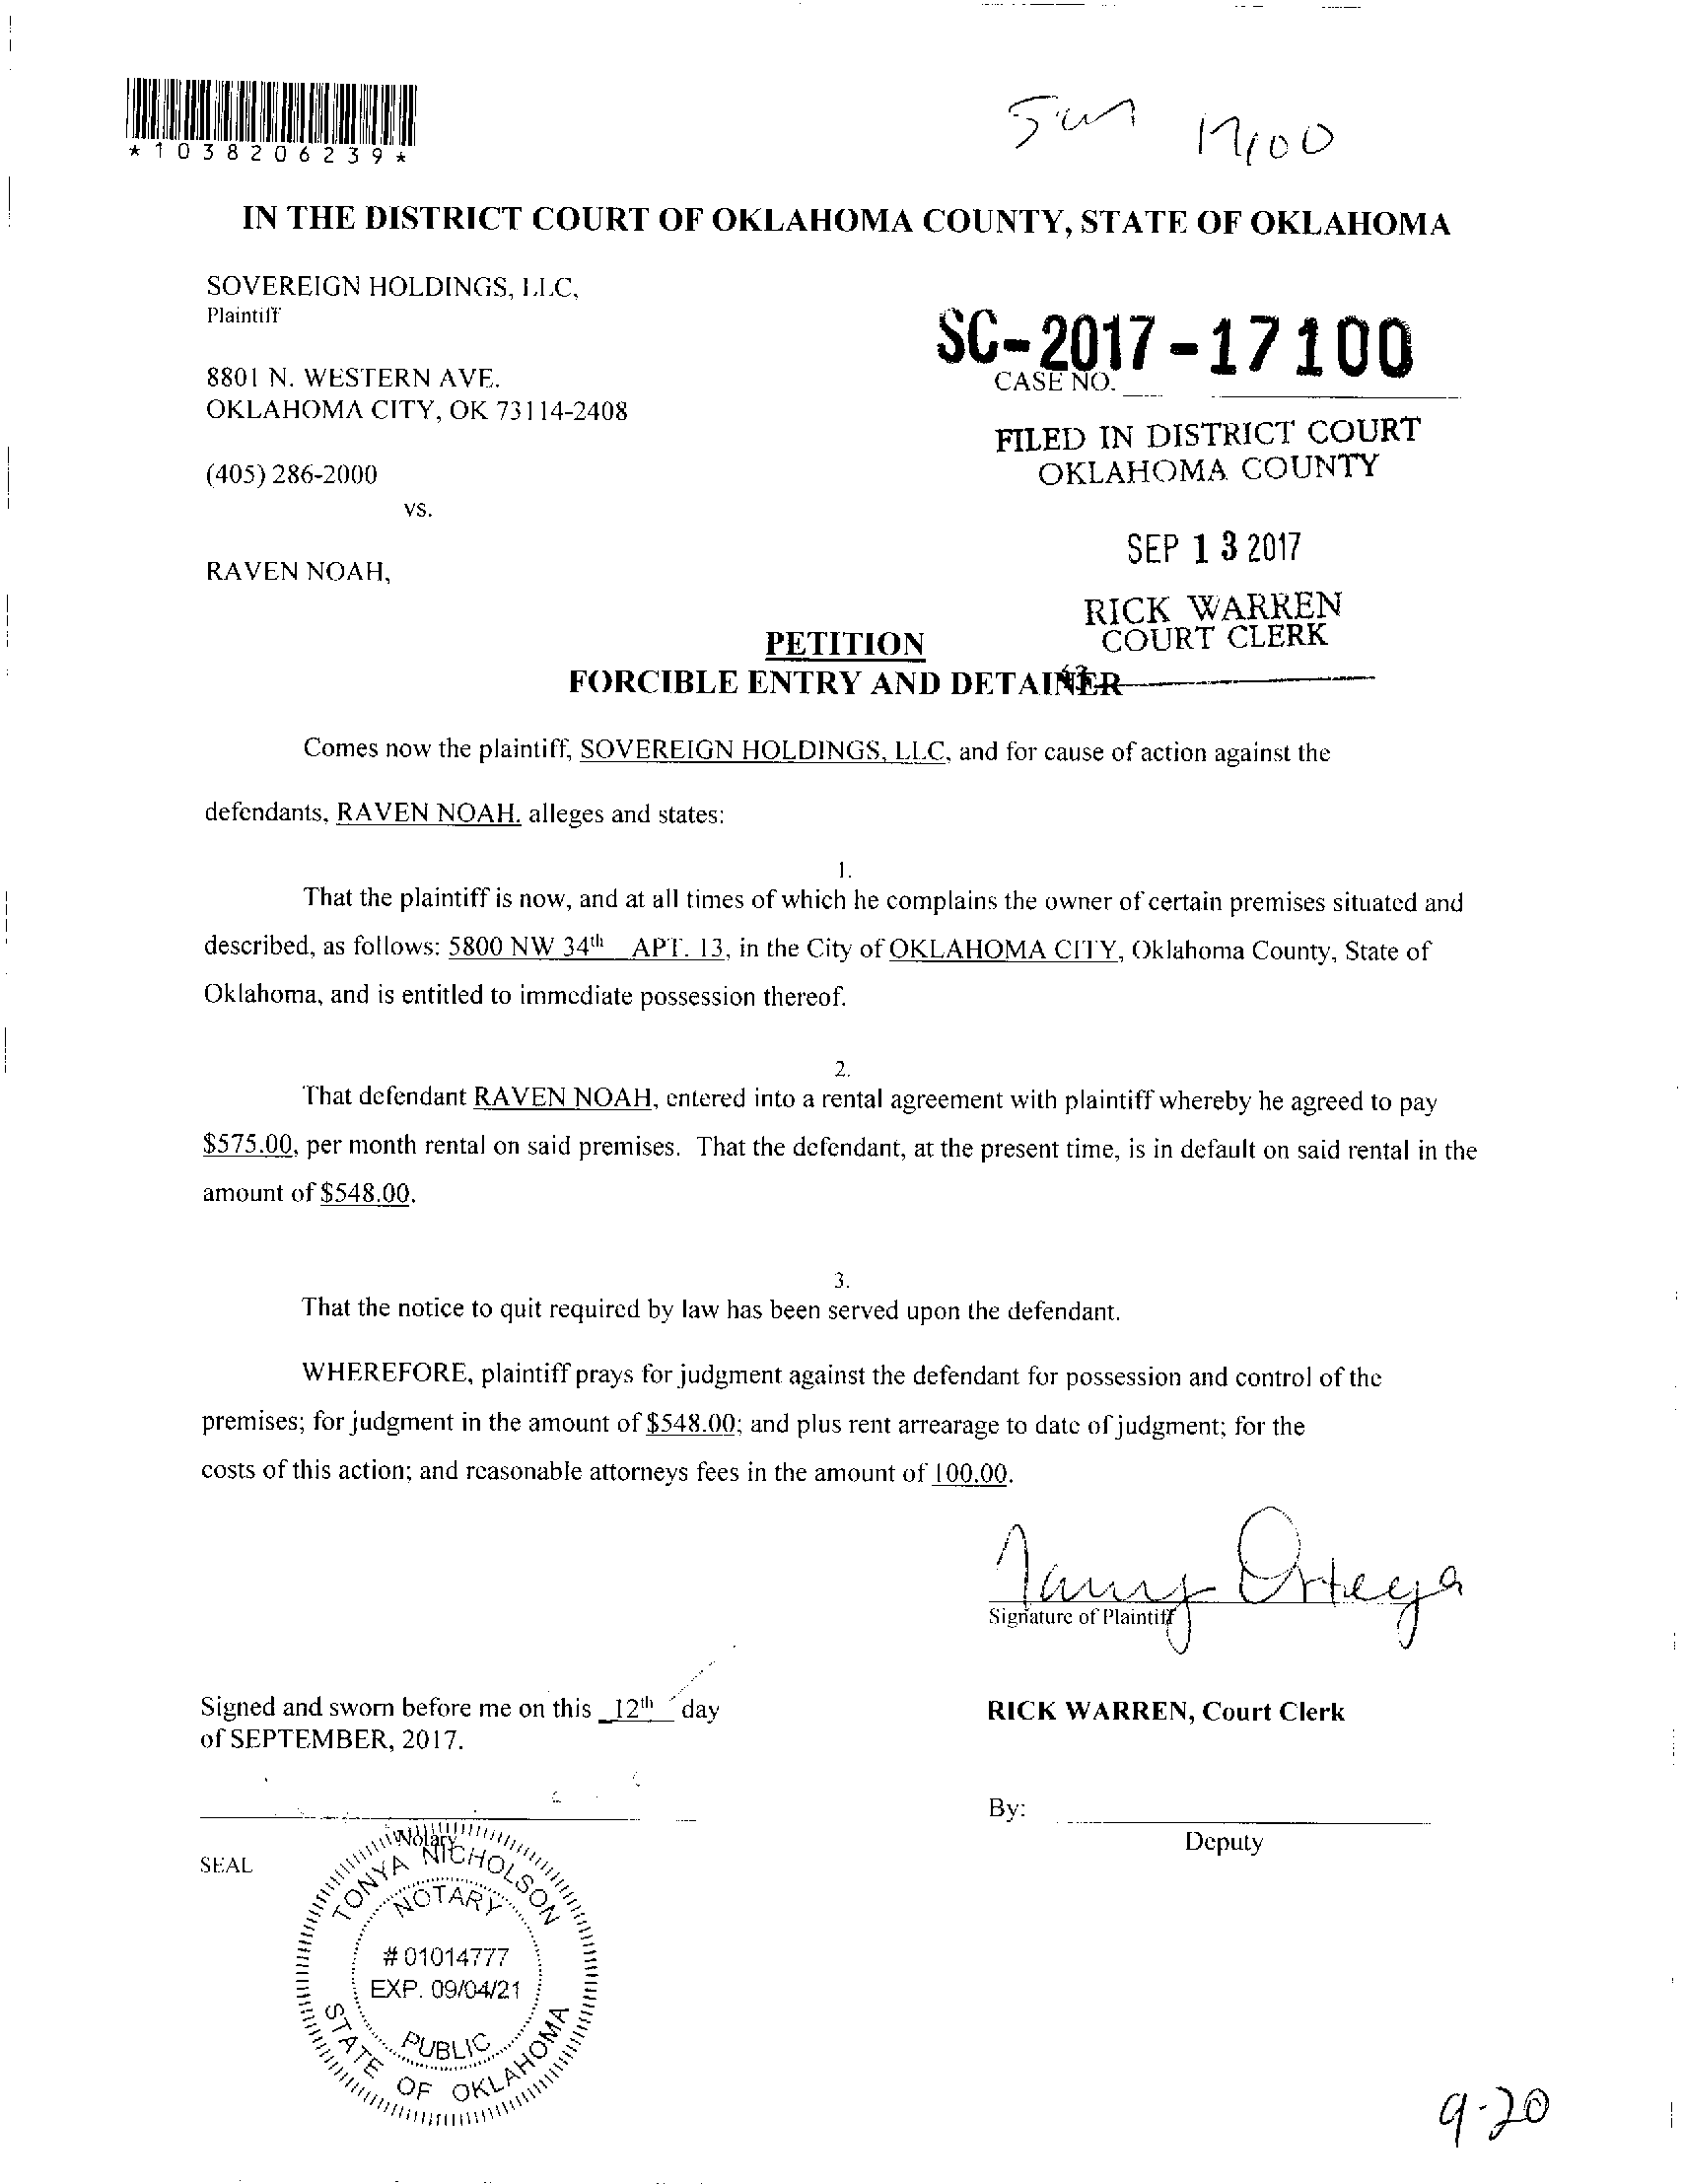 *1038206239*
17100
IN THE DISTRICT COURT OF OKLAHOMA COUNTY, STATE OF OKLAHOMA
SOVEREIGN HOLDINGS, LLC,
Plaintiff
8801 N. WESTERN AVE.
OKLAHOMA CITY, OK 73114-2408
(405) 286-2000
vs.
RAVEN NOAH,
SC-2017-17100
CASE NO.
FILED IN DISTRICT COURT
OKLAHOMA COUNTY
SEP 13 2017
RICK WARREN
COURT CLERK
PETITION
FORCIBLE ENTRY AND DETAINER
Comes now the plaintiff, SOVEREIGN HOLDINGS, LLC, and for cause of action against the
defendants, RAVEN NOAH. alleges and states:
1.
That the plaintiff is now, and at all times of which he complains the owner of certain premises situated and
described, as follows: 5800 NW 34th APT. 13, in the City of OKLAHOMA CITY, Oklahoma County, State of
Oklahoma, and is entitled to immediate possession thereof.
2.
That defendant RAVEN NOAH, entered into a rental agreement with plaintiff whereby he agreed to pay
$575.00, per month rental on said premises. That the defendant, at the present time, is in default on said rental in the
amount of $548.00.
3.
That the notice to quit required by law has been served upon the defendant.
WHEREFORE, plaintiff prays for judgment against the defendant for possession and control of the
premises; for judgment in the amount of $548.00; and plus rent arrearage to date of judgment; for the
costs of this action; and reasonable attorneys fees in the amount of 100.00.
Ortega
Signature of Plaintiff
Signed and sworn before me on this 12th day
of SEPTEMBER, 2017.
RICK WARREN, Court Clerk
By:
Deputy
Notary
SEAL
TONYA NICHOLSON
NOTARY
# 01014777
EXP. 09/04/21
PUBLIC
STATE OF OKLAHOMA
9-20